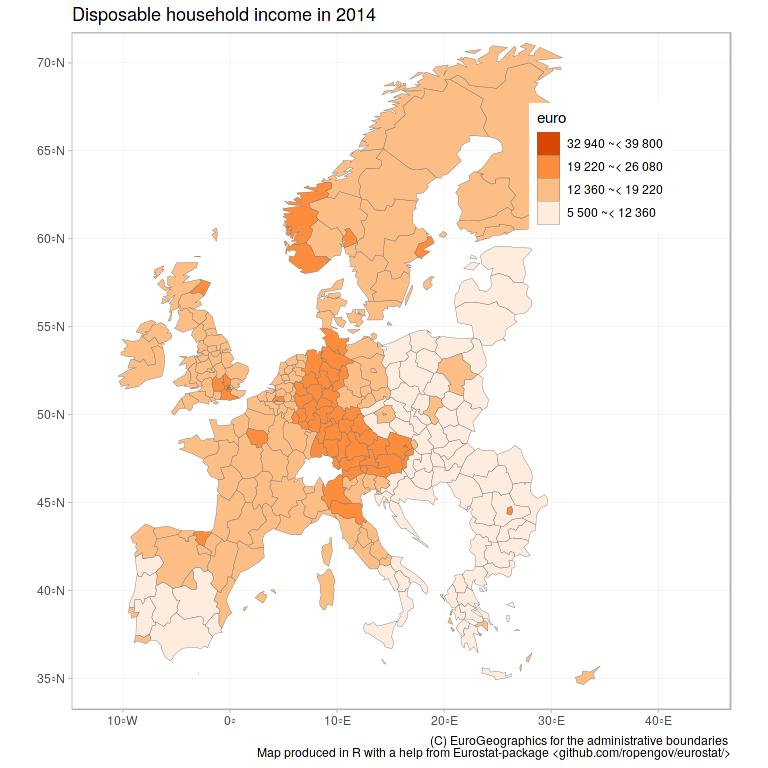 Disposable household income in 2014
70°N
65°N
60°N
55°N
50°N
45°N
40°N
35°N
euro
32 940 ~< 39 800
19 220 ~< 26 080
12 360 ~< 19 220
5 500 ~< 12 360
10°W
0°
10°E
20°E
30°E
40°E
(C) EuroGeographics for the administrative boundaries
Map produced in R with a help from Eurostat-package <github.com/ropengov/eurostat/>